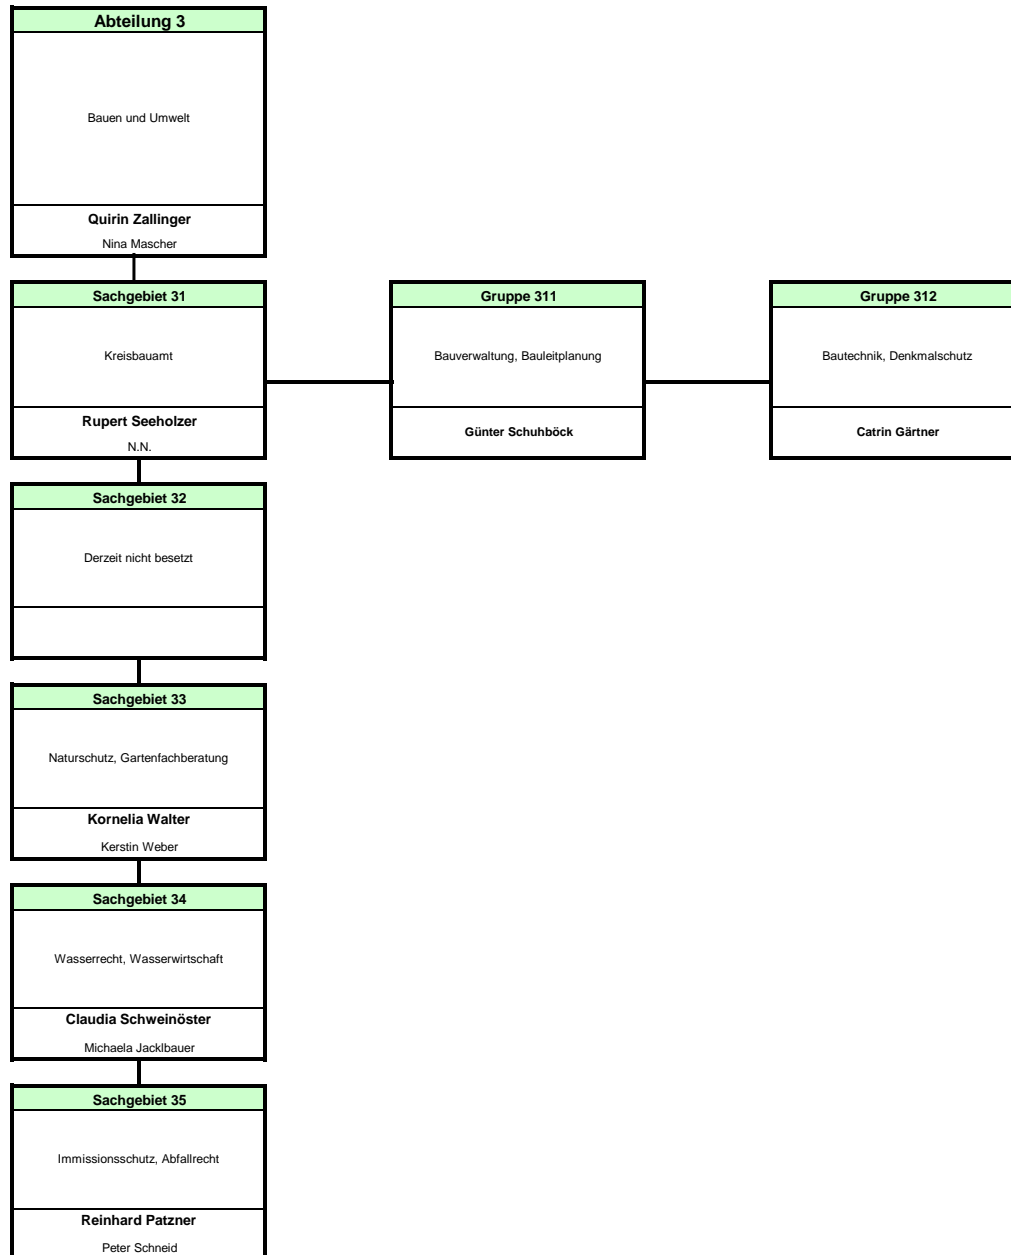 Abteilung 3
Bauen und Umwelt
Quirin Zallinger
Nina Mascher
Sachgebiet 31
Kreisbauamt
Rupert Seeholzer
N.N.
Gruppe 311
Bauverwaltung, Bauleitplanung
Günter Schuhböck
Gruppe 312
Bautechnik, Denkmalschutz
Catrin Gärtner
Sachgebiet 32
Derzeit nicht besetzt
Sachgebiet 33
Naturschutz, Gartenfachberatung
Kornelia Walter
Kerstin Weber
Sachgebiet 34
Wasserrecht, Wasserwirtschaft
Claudia Schweinöster
Michaela Jacklbauer
Sachgebiet 35
Immissionsschutz, Abfallrecht
Reinhard Patzner
Peter Schneid